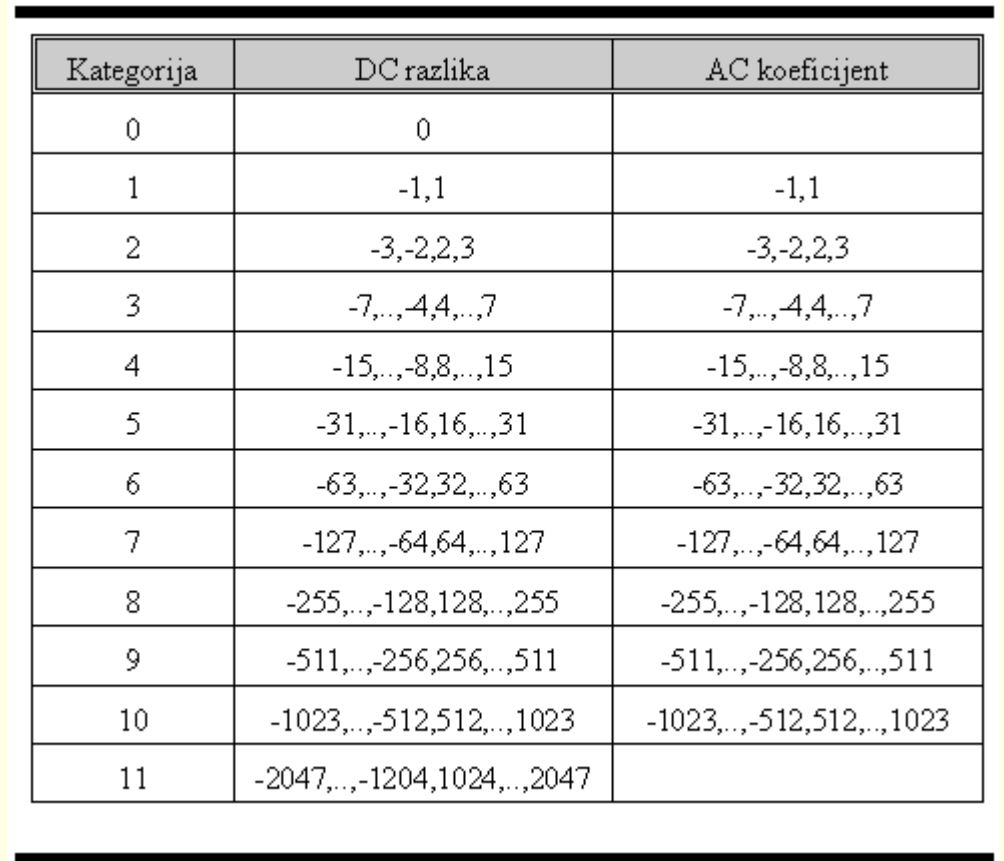 Kategorija DC razlika AC koeficijent
0 0
1 -1,1 -1,1
2 -3,-2,2,3 -3,-2,2,3
3 -7,..,-4,4,..,7 -7,..,-4,4,..,7
4 -15,..,-8,8,..,15 -15,..,-8,8,..,15
5 -31,..,-16,16,..,31 -31,..,-16,16,..,31
6 -63,..,-32,32,..,63 -63,..,-32,32,..,63
7 -127,..,-64,64,..,127 -127,..,-64,64,..,127
8 -255,..,-128,128,..,255 -255,..,-128,128,..,255
9 -511,..,-256,256,..,511 -511,..,-256,256,..,511
10 -1023,..,-512,512,..,1023 -1023,..,-512,512,..,1023
11 -2047,..,-1204,1024,..,2047